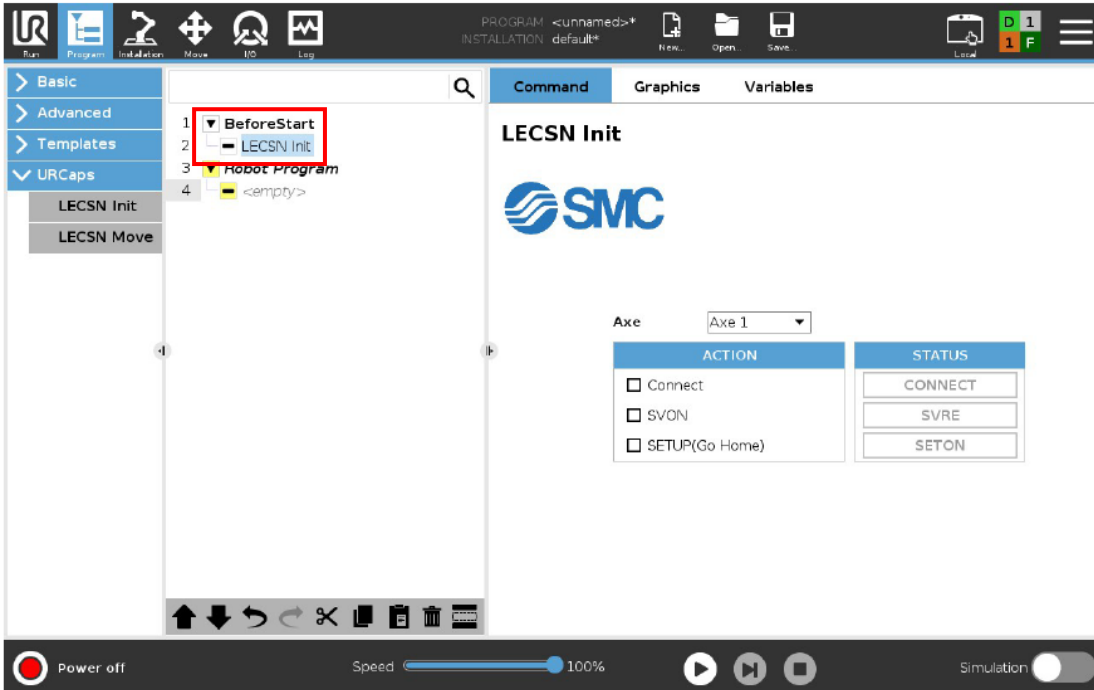 UR
PROGRAM <unnamed>*
INSTALLATION default*
Run Program Installation Move I/O Log New... Open... Save... Local
D 1
1 F
Basic
Advanced
Templates
URCaps
LECSN Init
LECSN Move
1 BeforeStart
2 LECSN Init
3 Robot Program
4 <empty>
Command Graphics Variables
LECSN Init
SMC
Axe Axe 1
ACTION STATUS
Connect CONNECT
SVON SVRE
SETUP(Go Home) SETON
Power off Speed 100% Simulation